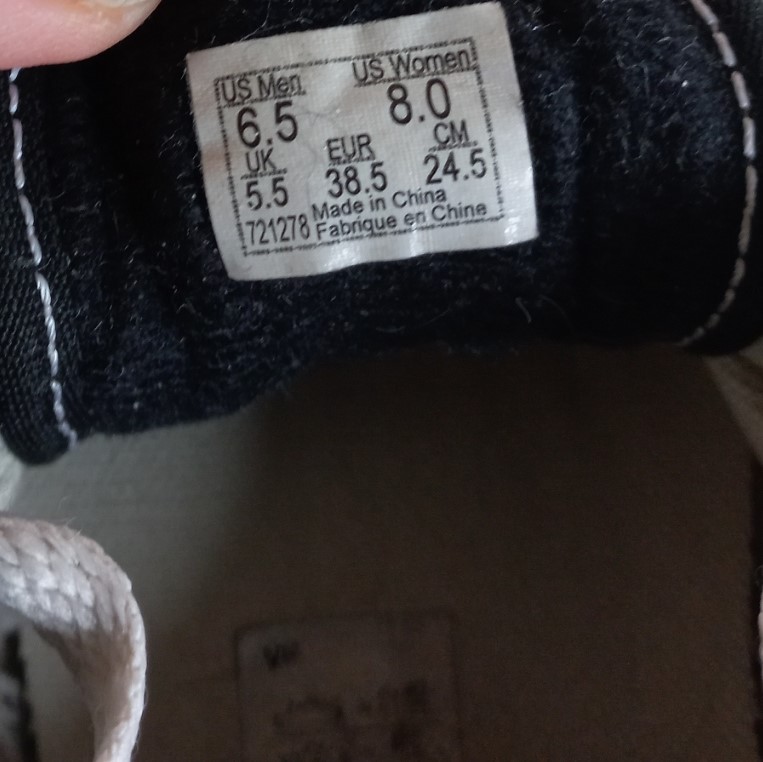 US Men US Women
6.5 8.0
UK EUR CM
5.5 38.5 24.5
Made in China
721278 Fabrique en Chine